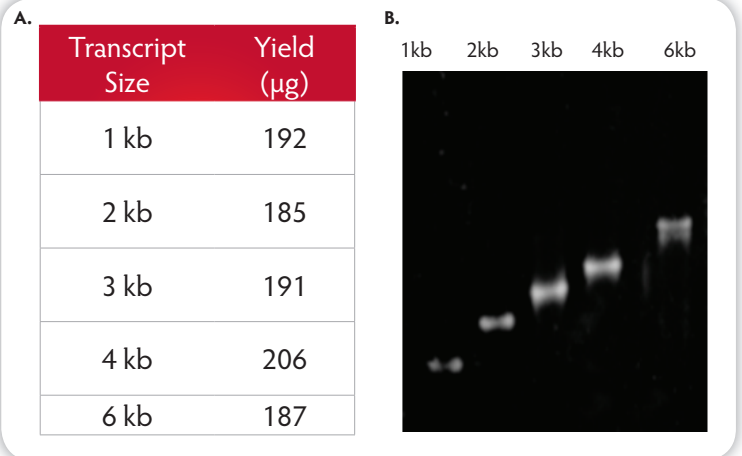 A.
Transcript Size
Yield (µg)
1 kb 192
2 kb 185
3 kb 191
4 kb 206
6 kb 187
B.
1kb 2kb 3kb 4kb 6kb